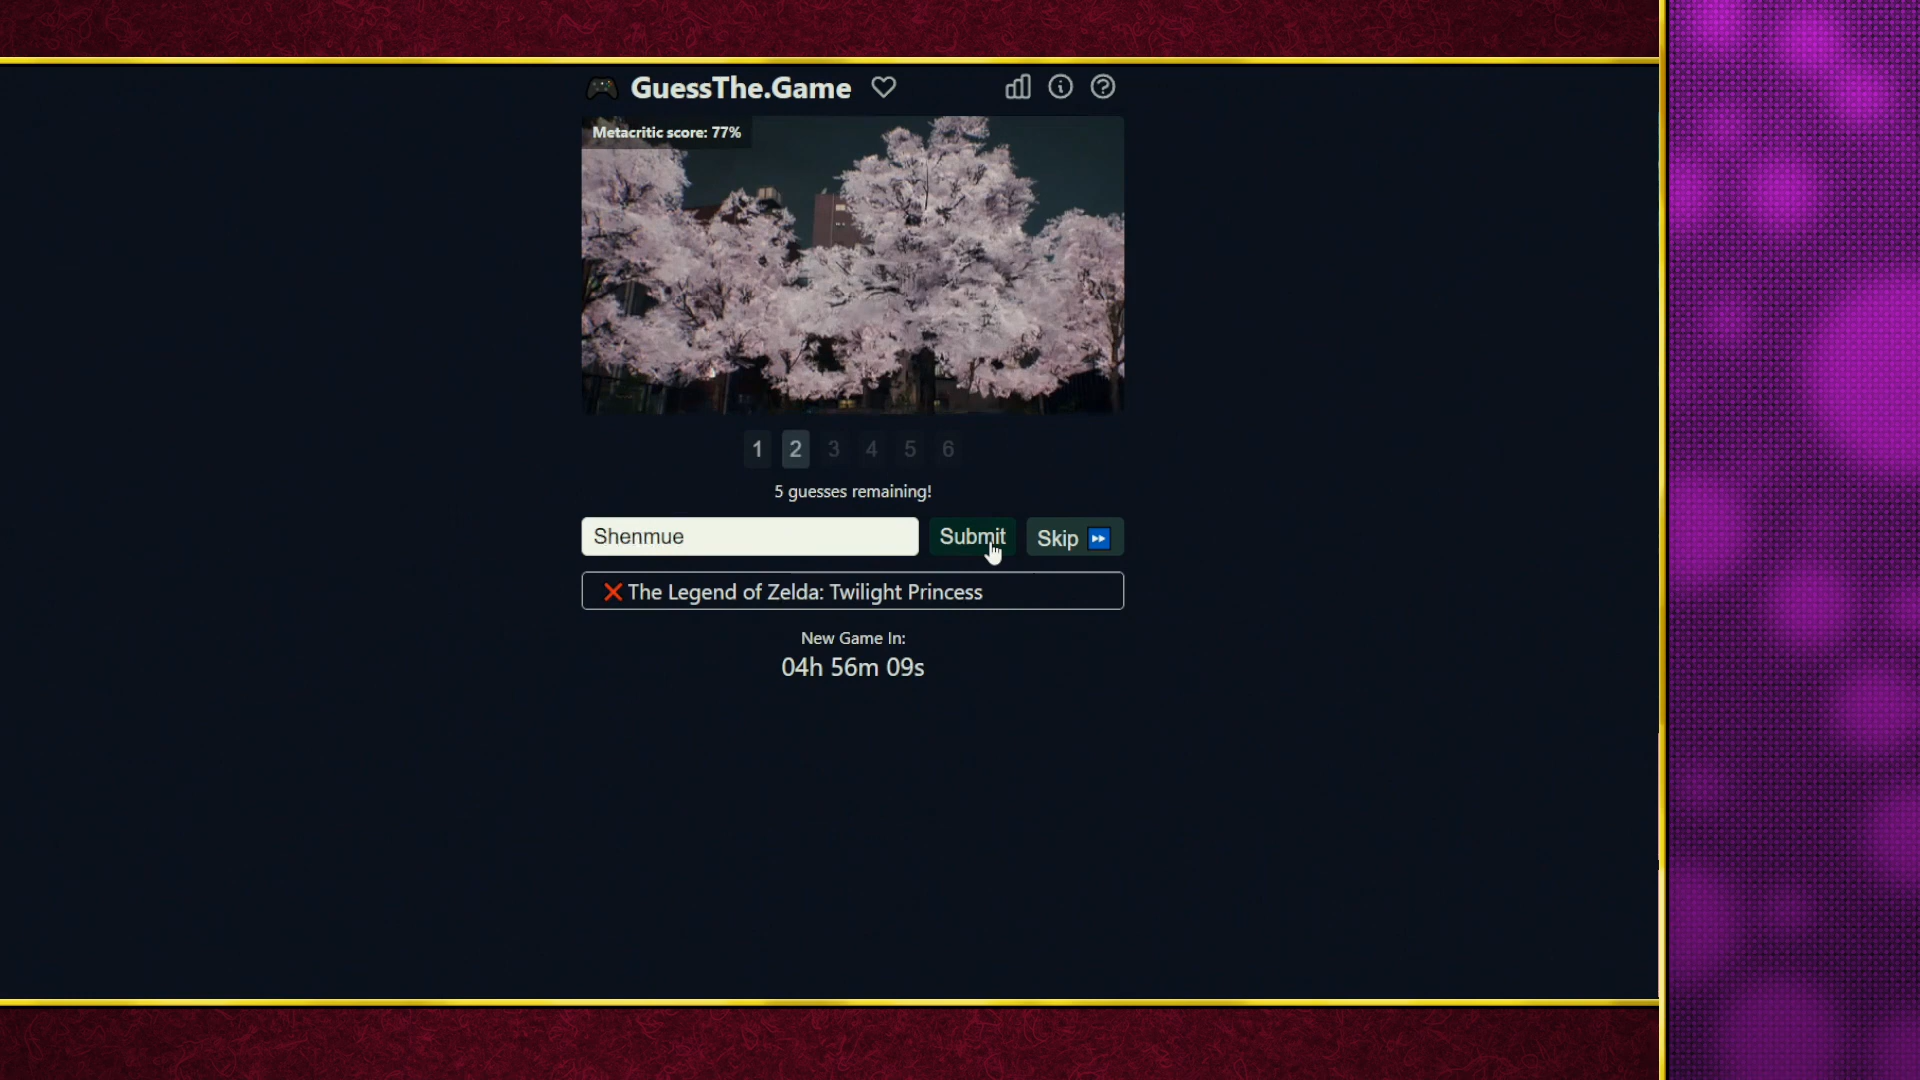 GuessThe.Game
Metacritic score: 77%
1 2 3 4 5 6
5 guesses remaining!
Shenmue Submit Skip
The Legend of Zelda: Twilight Princess
New Game In:
04h 56m 09s